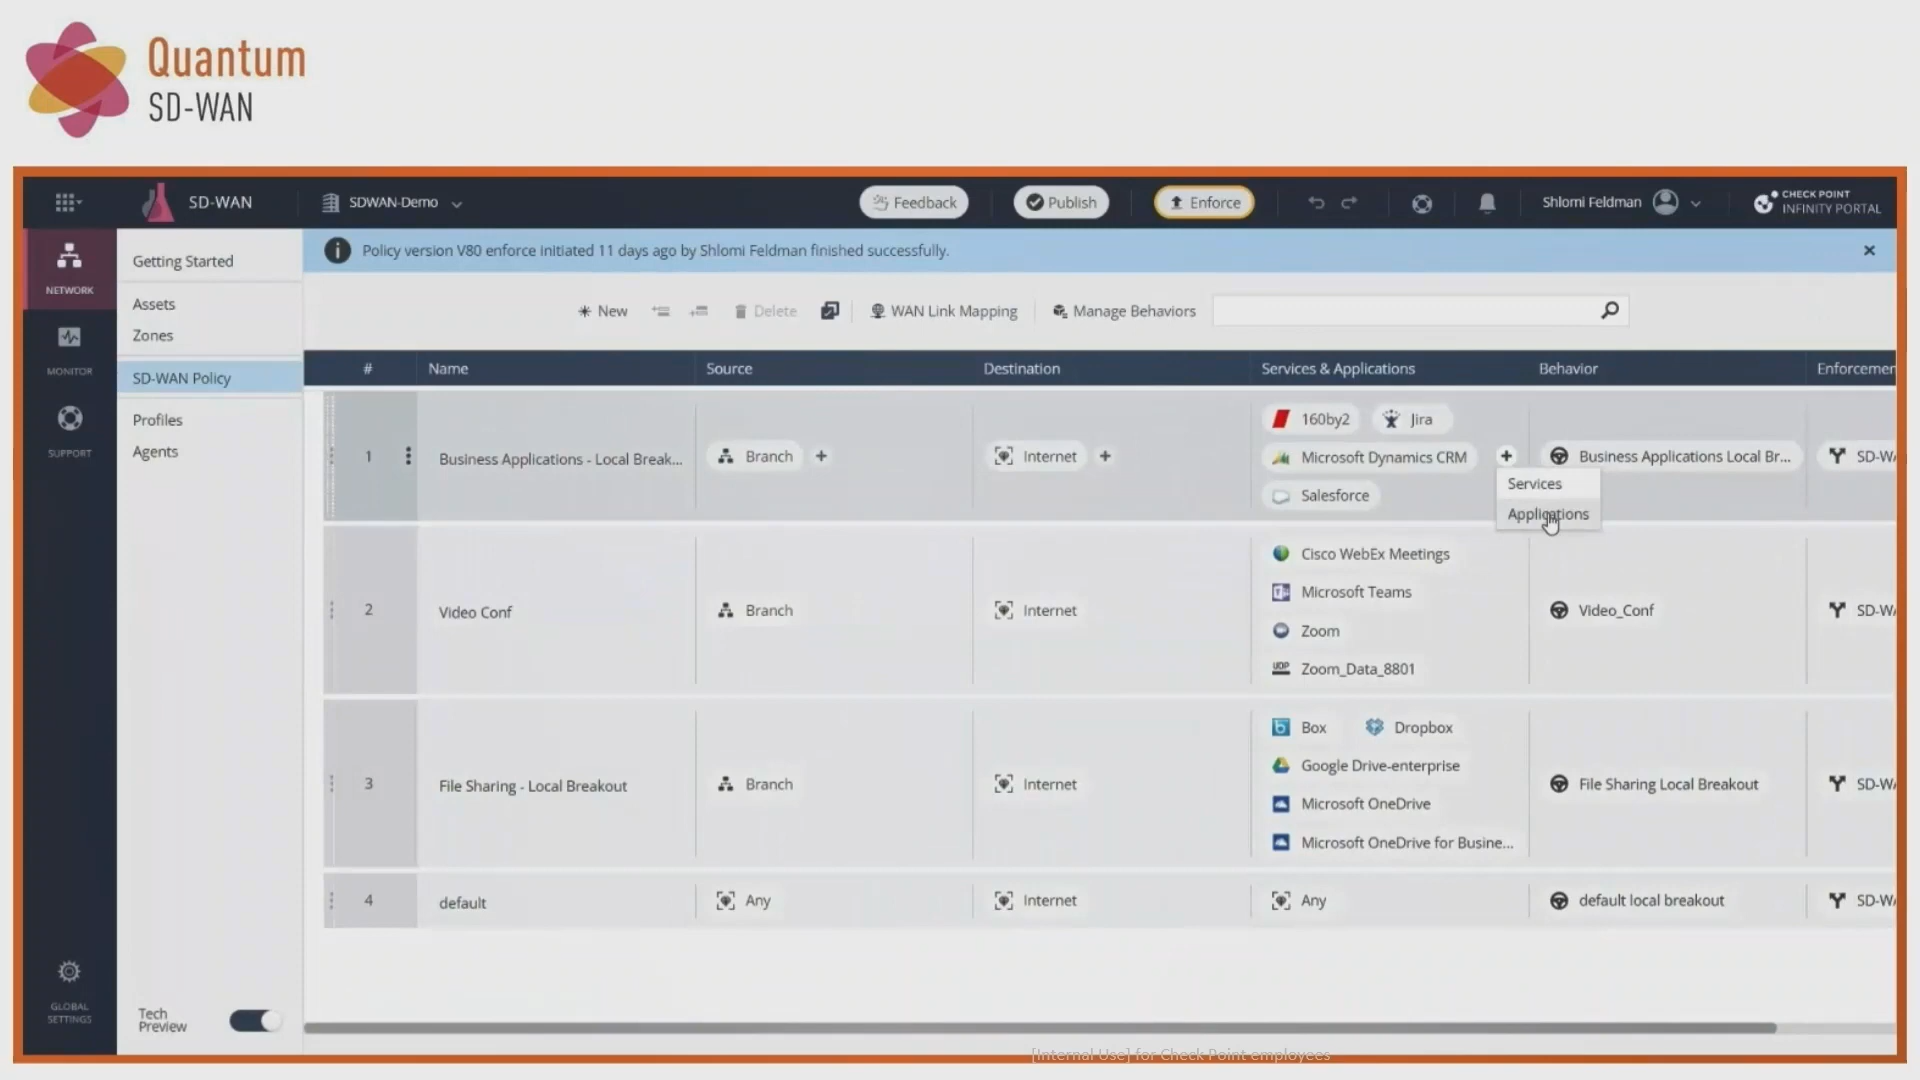 Quantum
SD-WAN
SD-WAN
SDWAN-Demo
Feedback
Publish
Enforce
Shlomi Feldman
CHECK POINT
INFINITY PORTAL
NETWORK
MONITOR
SUPPORT
GLOBAL
SETTINGS
Getting Started
Assets
Zones
SD-WAN Policy
Profiles
Agents
Tech
Preview
Policy version V80 enforce initiated 11 days ago by Shlomi Feldman finished successfully.
New
Delete
WAN Link Mapping
Manage Behaviors
# Name Source Destination Services & Applications Behavior Enforcemen
1 Business Applications - Local Break... Branch + Internet +
160by2 Jira
Microsoft Dynamics CRM +
Salesforce
Business Applications Local Br... SD-WA
Services
Applications
2 Video Conf Branch Internet
Cisco WebEx Meetings
Microsoft Teams
Zoom
UDP Zoom_Data_8801
Video_Conf SD-WA
3 File Sharing - Local Breakout Branch Internet
Box Dropbox
Google Drive-enterprise
Microsoft OneDrive
Microsoft OneDrive for Busine...
File Sharing Local Breakout SD-WA
4 default Any Internet Any default local breakout SD-WA
[Internal Use] for Check Point employees